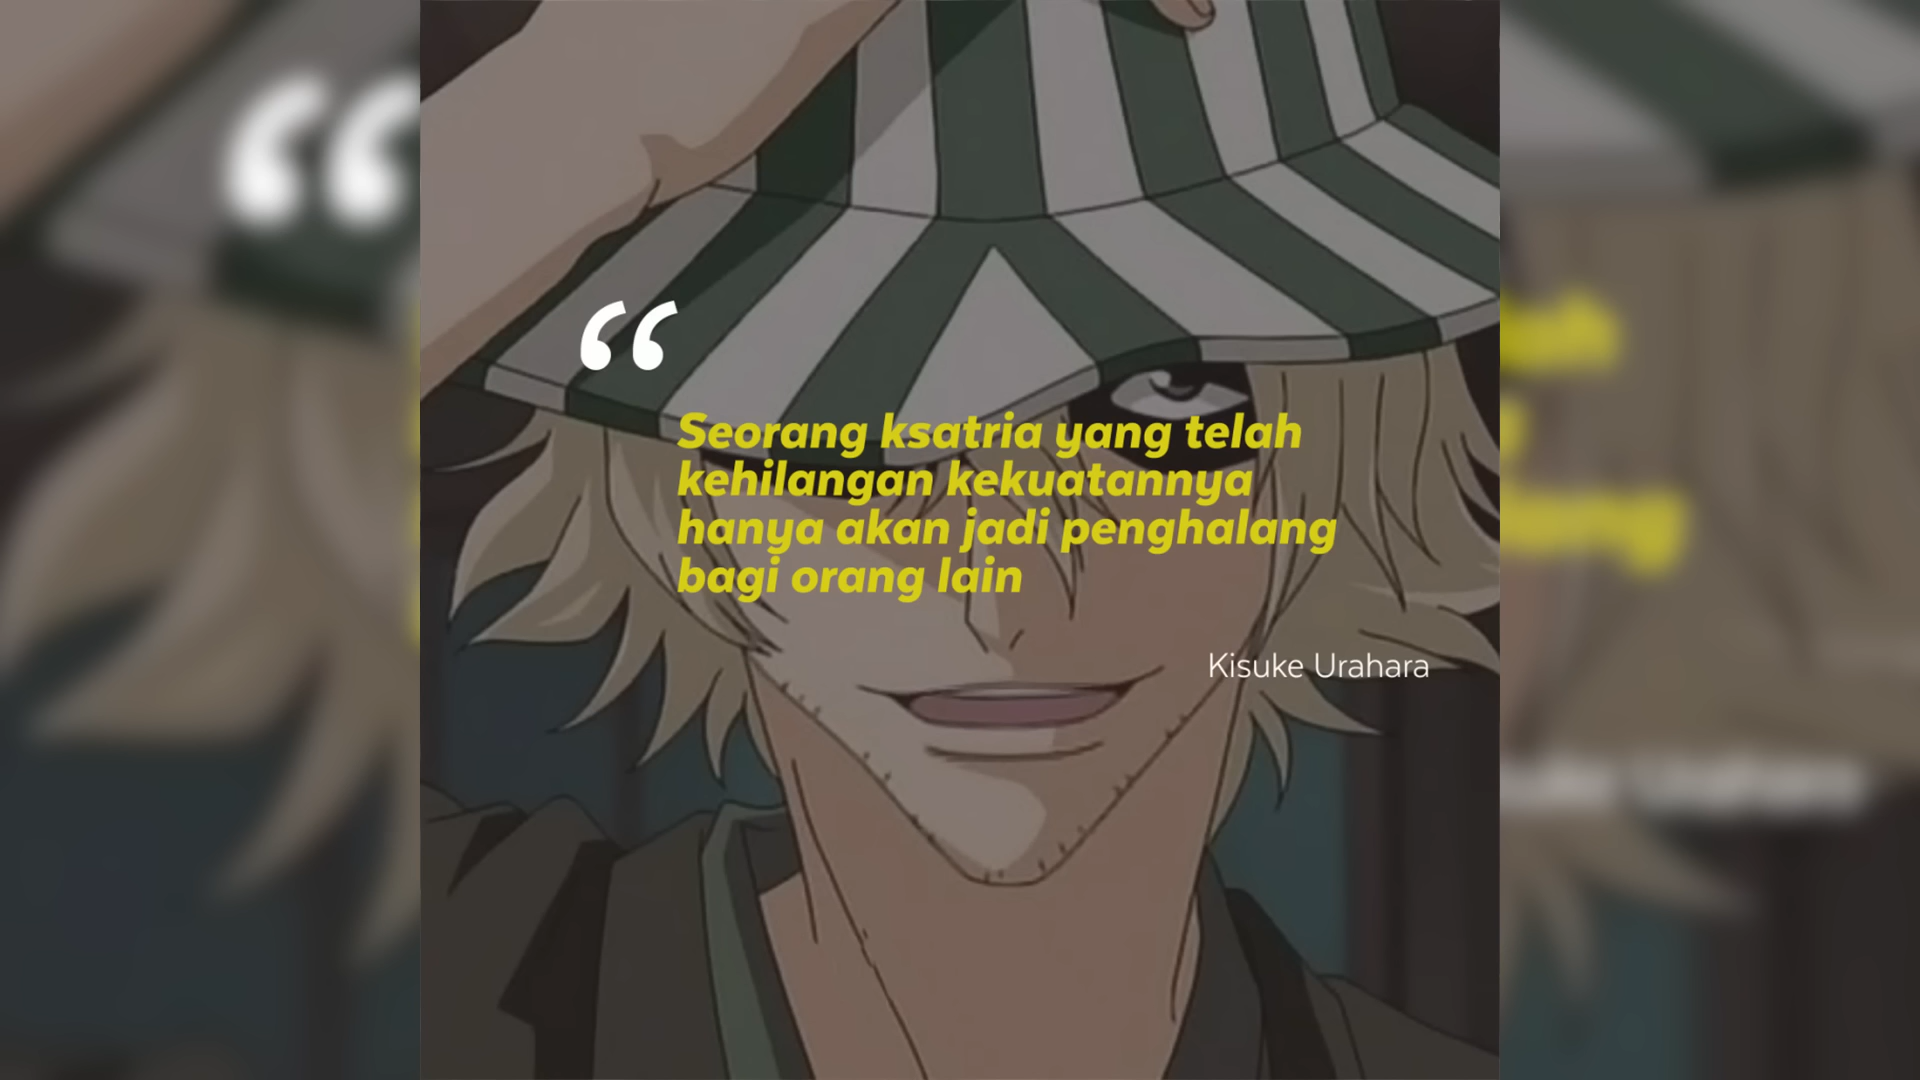 “
Seorang ksatria yang telah
kehilangan kekuatannya
hanya akan jadi penghalang
bagi orang lain
Kisuke Urahara